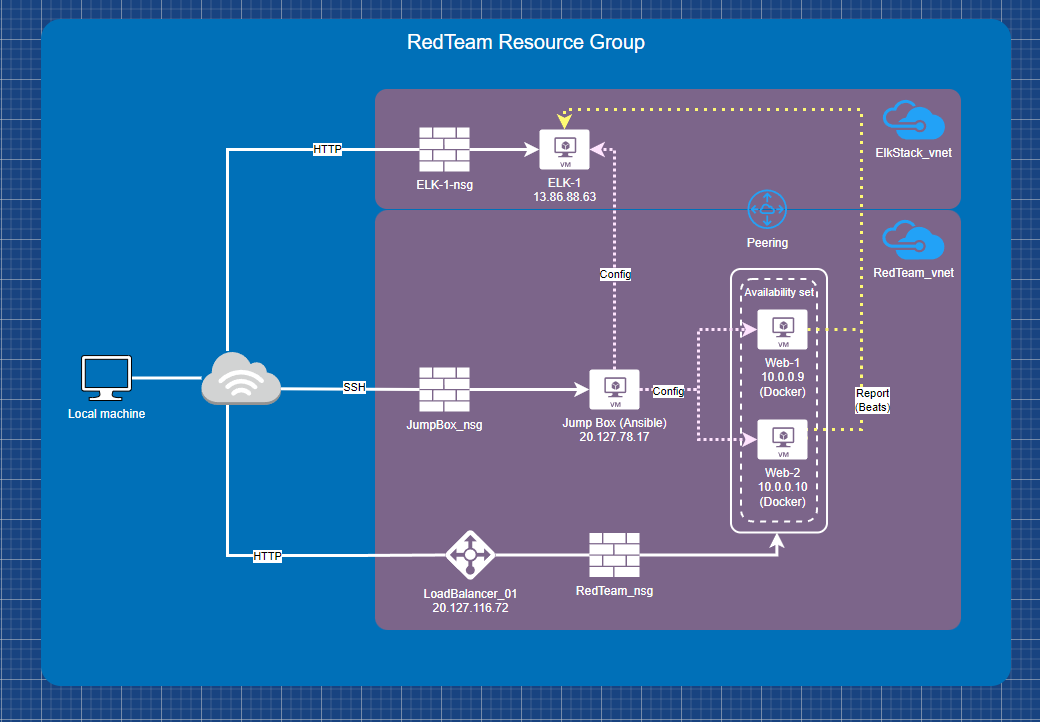 RedTeam Resource Group
ElkStack_vnet
HTTP
VM
ELK-1-nsg
ELK-1
13.86.88.63
Peering
RedTeam_vnet
Config
Availability set
VM
Web-1
10.0.0.9
(Docker)
Local machine
SSH
JumpBox_nsg
VM
Jump Box (Ansible)
20.127.78.17
Config
Report
(Beats)
VM
Web-2
10.0.0.10
(Docker)
HTTP
LoadBalancer_01
20.127.116.72
RedTeam_nsg